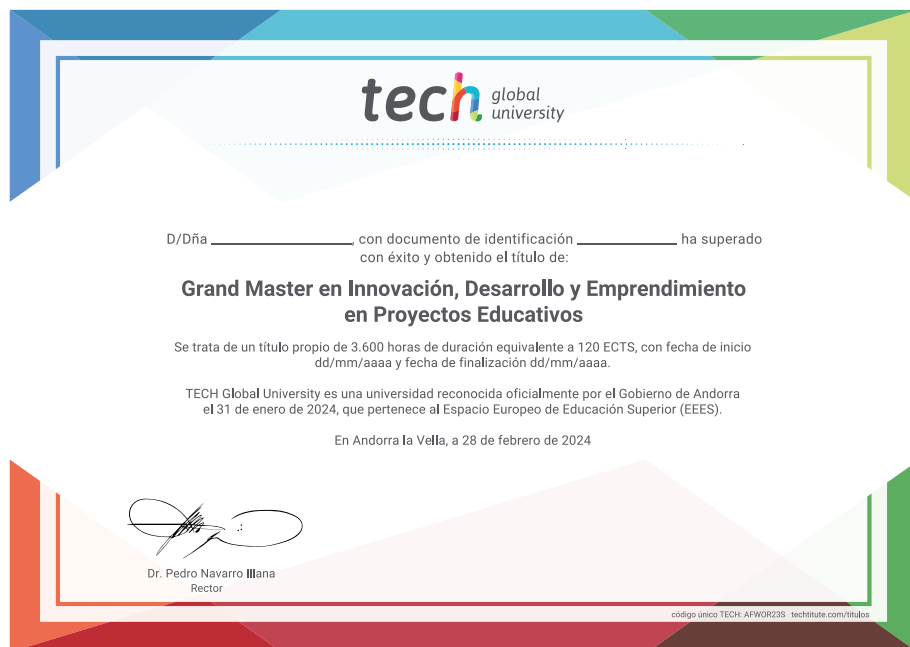 tech global
university
D/Dña ____________________, con documento de identificación ______________ ha superado
con éxito y obtenido el título de:
Grand Master en Innovación, Desarrollo y Emprendimiento
en Proyectos Educativos
Se trata de un título propio de 3.600 horas de duración equivalente a 120 ECTS, con fecha de inicio
dd/mm/aaaa y fecha de finalización dd/mm/aaaa.
TECH Global University es una universidad reconocida oficialmente por el Gobierno de Andorra
el 31 de enero de 2024, que pertenece al Espacio Europeo de Educación Superior (EEES).
En Andorra la Vella, a 28 de febrero de 2024
Dr. Pedro Navarro Illana
Rector
código único TECH: AFWOR23S techtitute.com/titulos